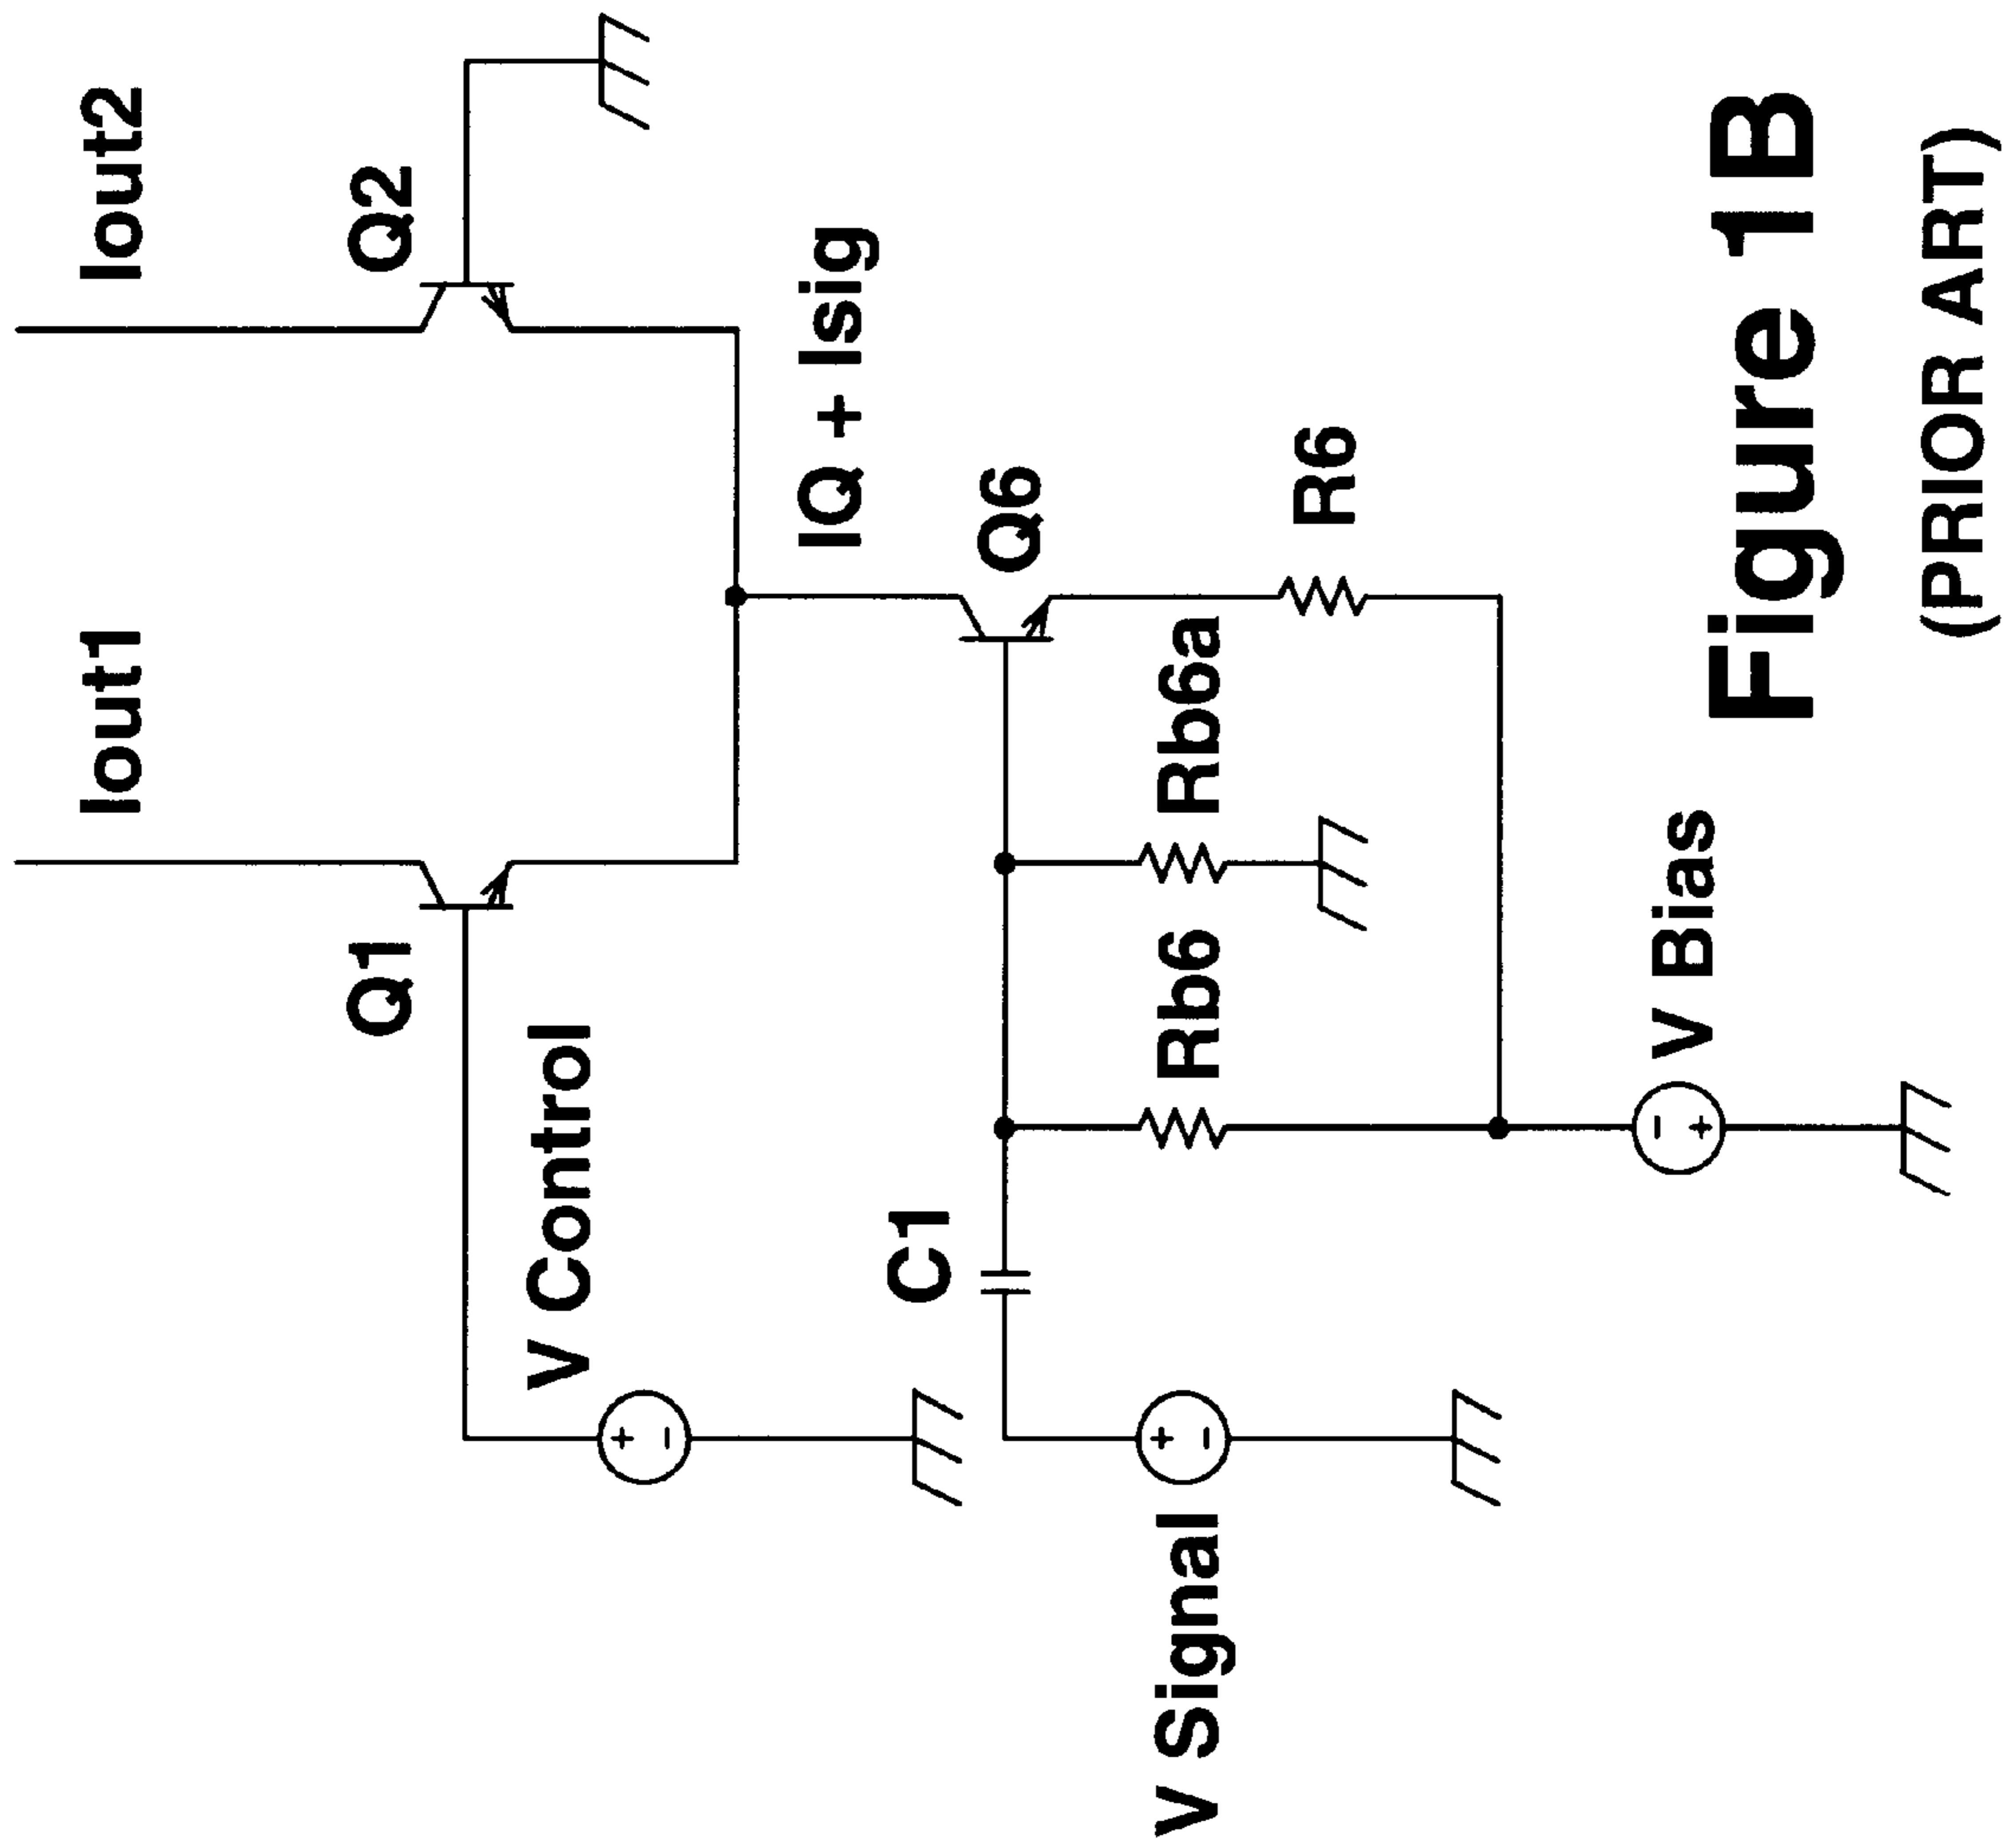 Iout1
Iout2
Q1
Q2
V Control
IQ + Isig
C1
Q6
V Signal
+
-
+
-
Rb6
Rb6a
R6
V Bias
-
+
Figure 1B
(PRIOR ART)